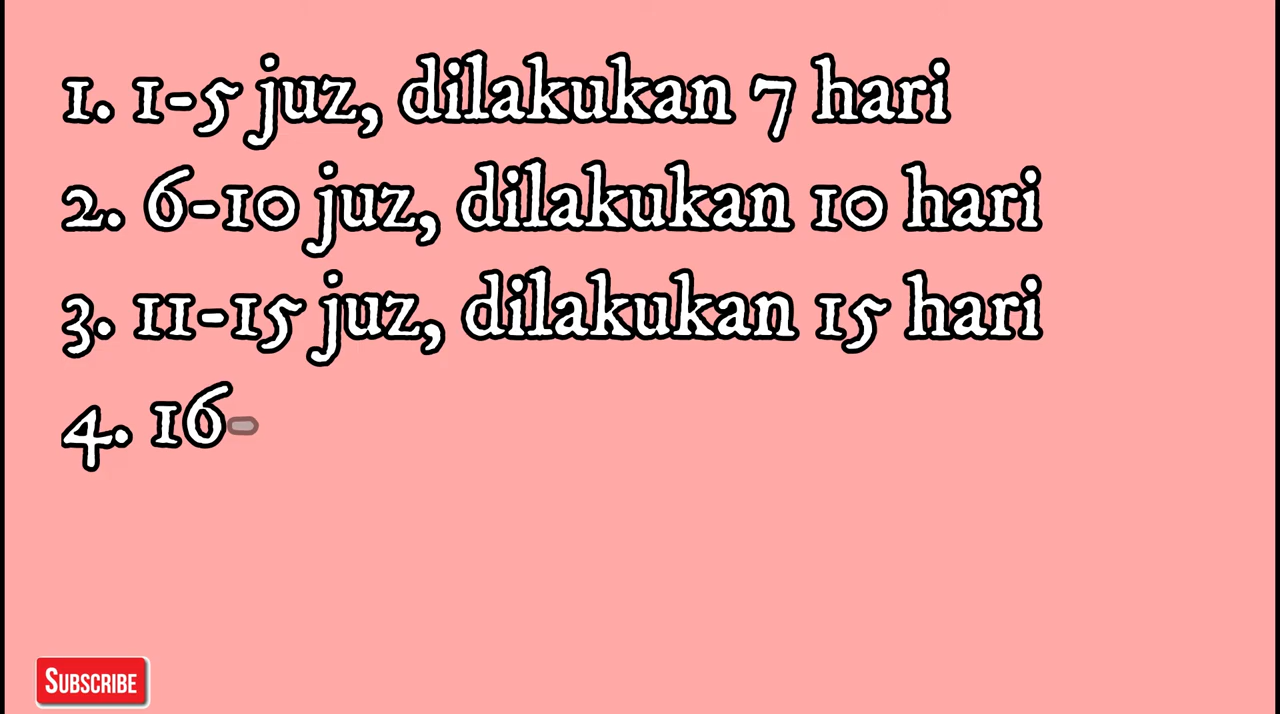 1. 1-5 juz, dilakukan 7 hari
2. 6-10 juz, dilakukan 10 hari
3. 11-15 juz, dilakukan 15 hari
4. 16-
SUBSCRIBE